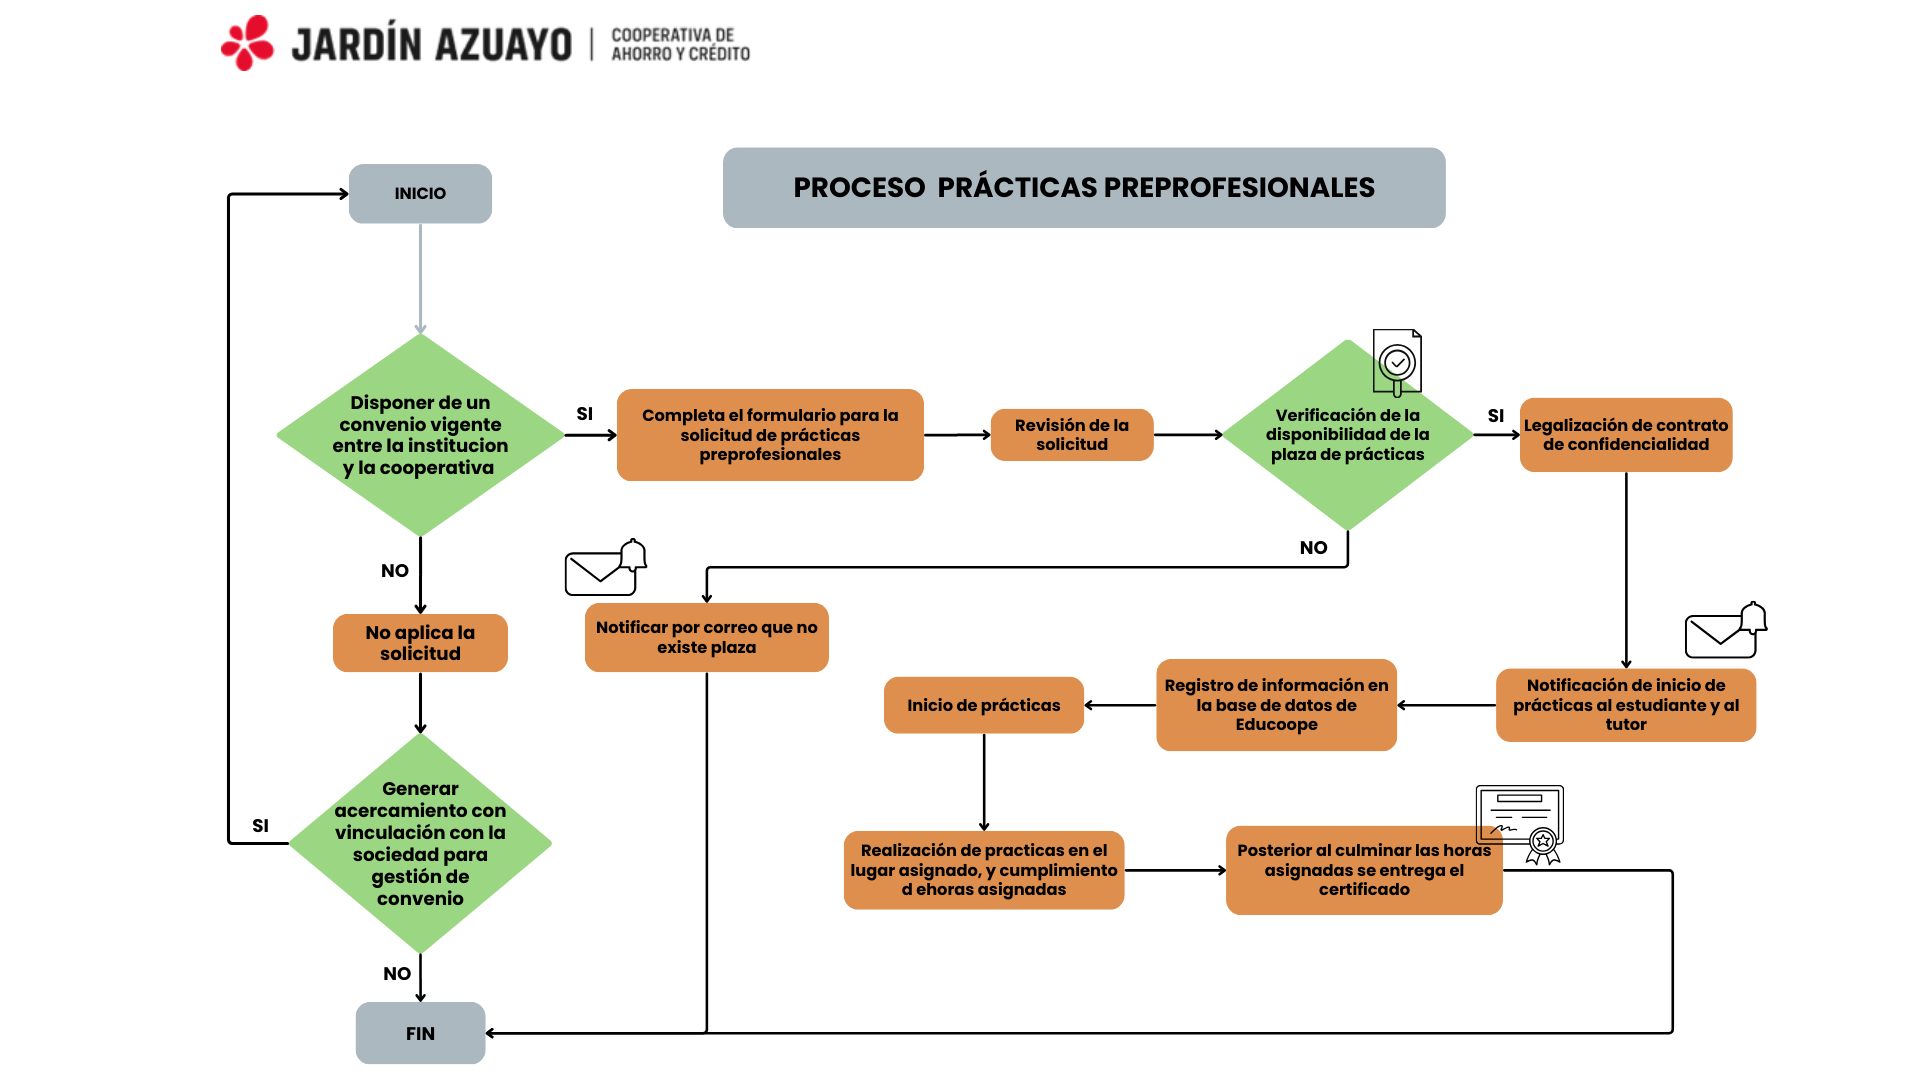 JARDÍN AZUAYO
COOPERATIVA DE
AHORRO Y CRÉDITO
PROCESO  PRÁCTICAS PREPROFESIONALES
INICIO
Disponer de un
convenio vigente
entre la institucion
y la cooperativa
SI
Completa el formulario para la
solicitud de prácticas
preprofesionales
Revisión de la
solicitud
Verificación de la
disponibilidad de la
plaza de prácticas
SI
Legalización de contrato
de confidencialidad
NO
NO
No aplica la
solicitud
Notificar por correo que no
existe plaza
Inicio de prácticas
Registro de información en
la base de datos de
Educoope
Notificación de inicio de
prácticas al estudiante y al
tutor
SI
Generar
acercamiento con
vinculación con la
sociedad para
gestión de
convenio
Realización de practicas en el
lugar asignado, y cumplimiento
d ehoras asignadas
Posterior al culminar las horas
asignadas se entrega el
certificado
NO
FIN